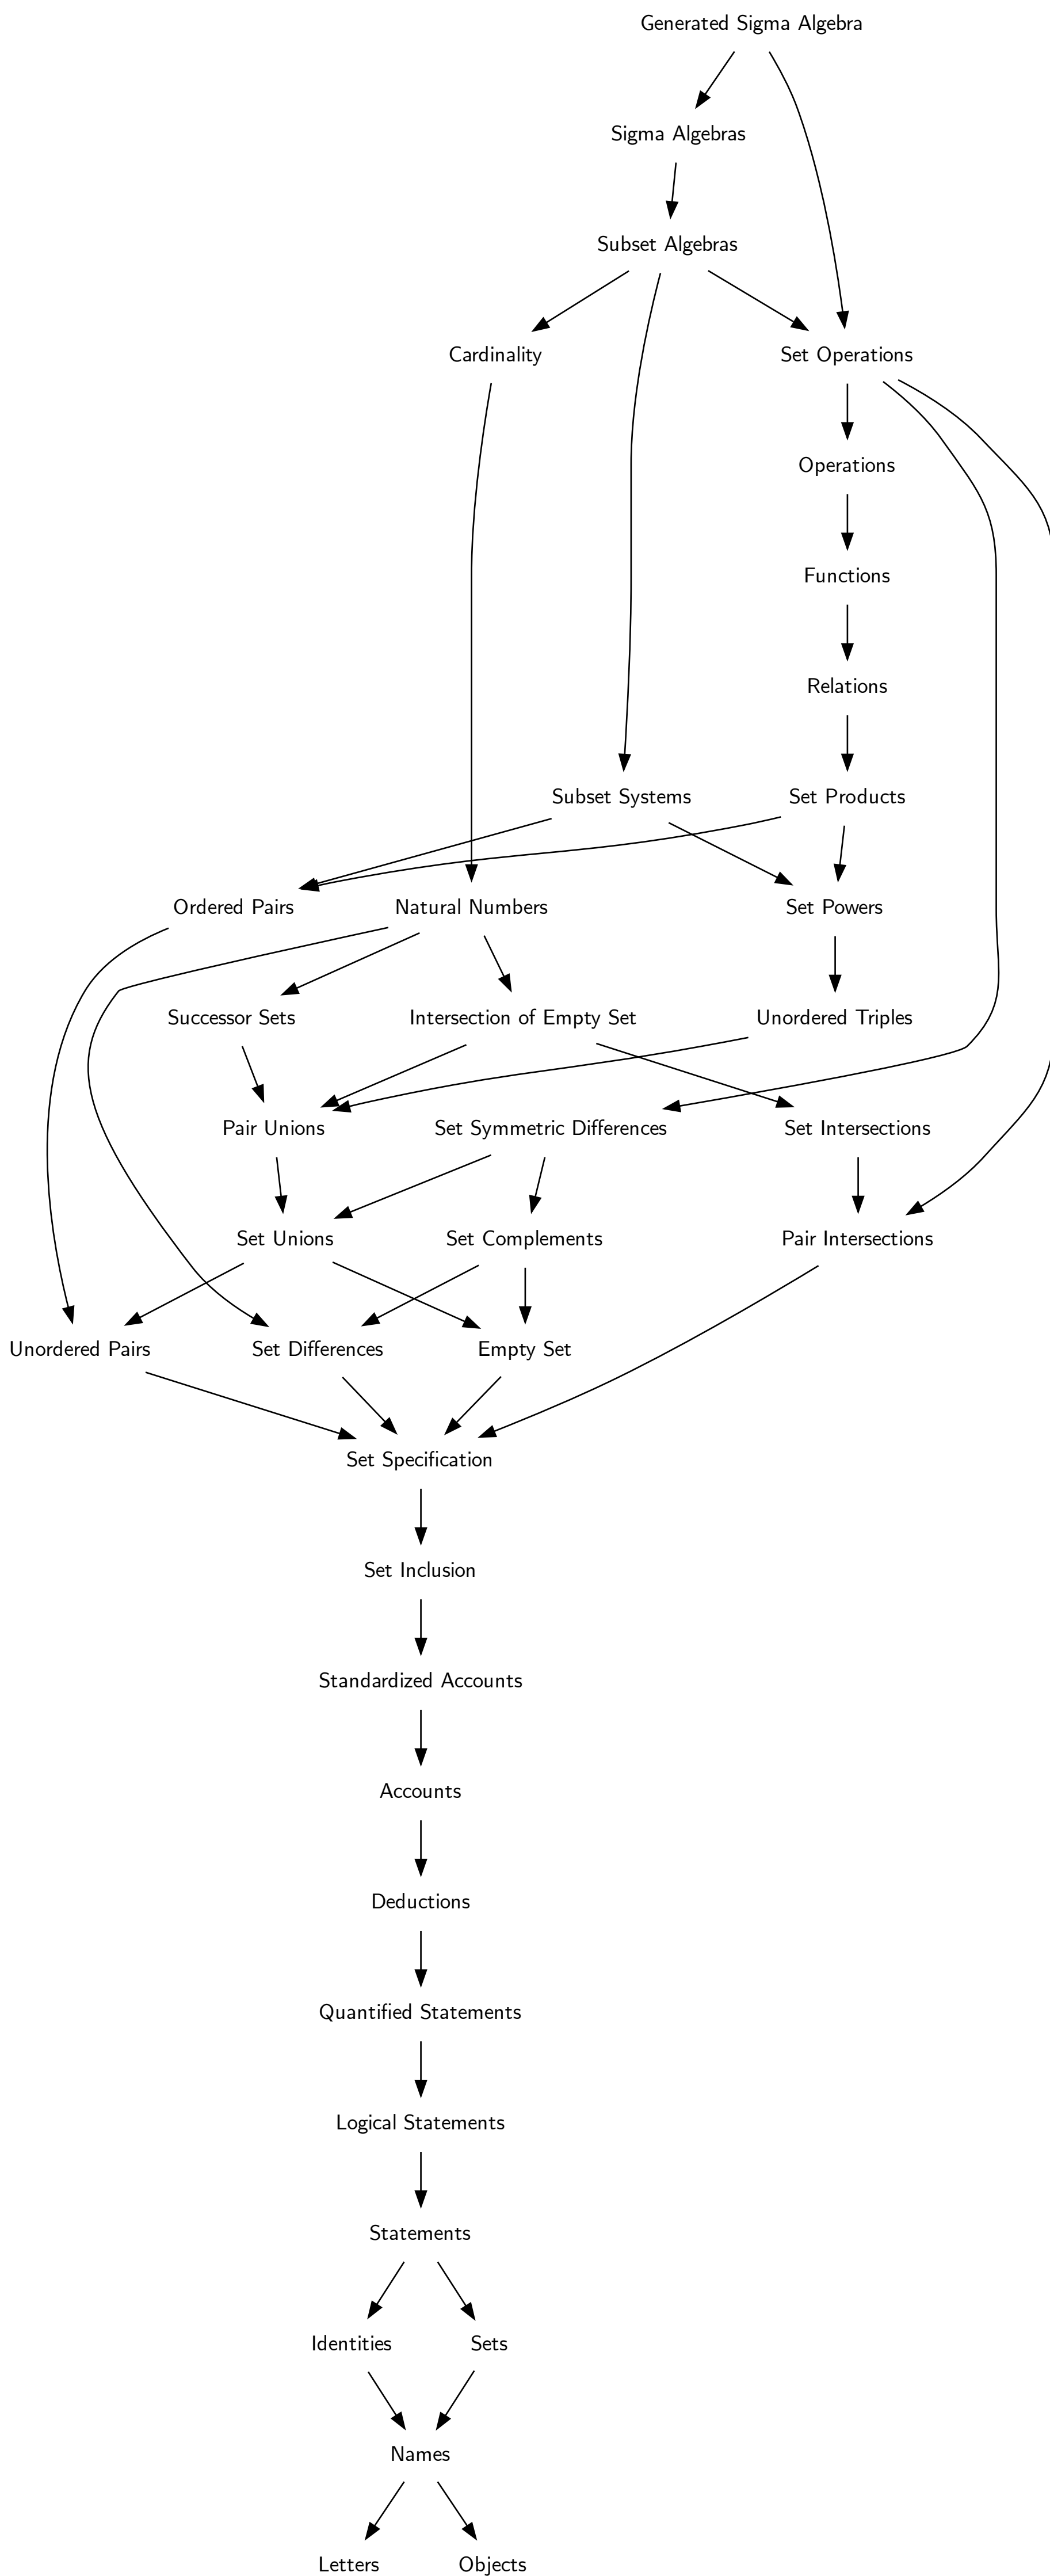 Generated Sigma Algebra
Sigma Algebras
Subset Algebras
Cardinality
Set Operations
Operations
Functions
Relations
Subset Systems
Set Products
Ordered Pairs
Natural Numbers
Set Powers
Successor Sets
Intersection of Empty Set
Unordered Triples
Pair Unions
Set Symmetric Differences
Set Intersections
Set Unions
Set Complements
Pair Intersections
Unordered Pairs
Set Differences
Empty Set
Set Specification
Set Inclusion
Standardized Accounts
Accounts
Deductions
Quantified Statements
Logical Statements
Statements
Identities
Sets
Names
Letters
Objects